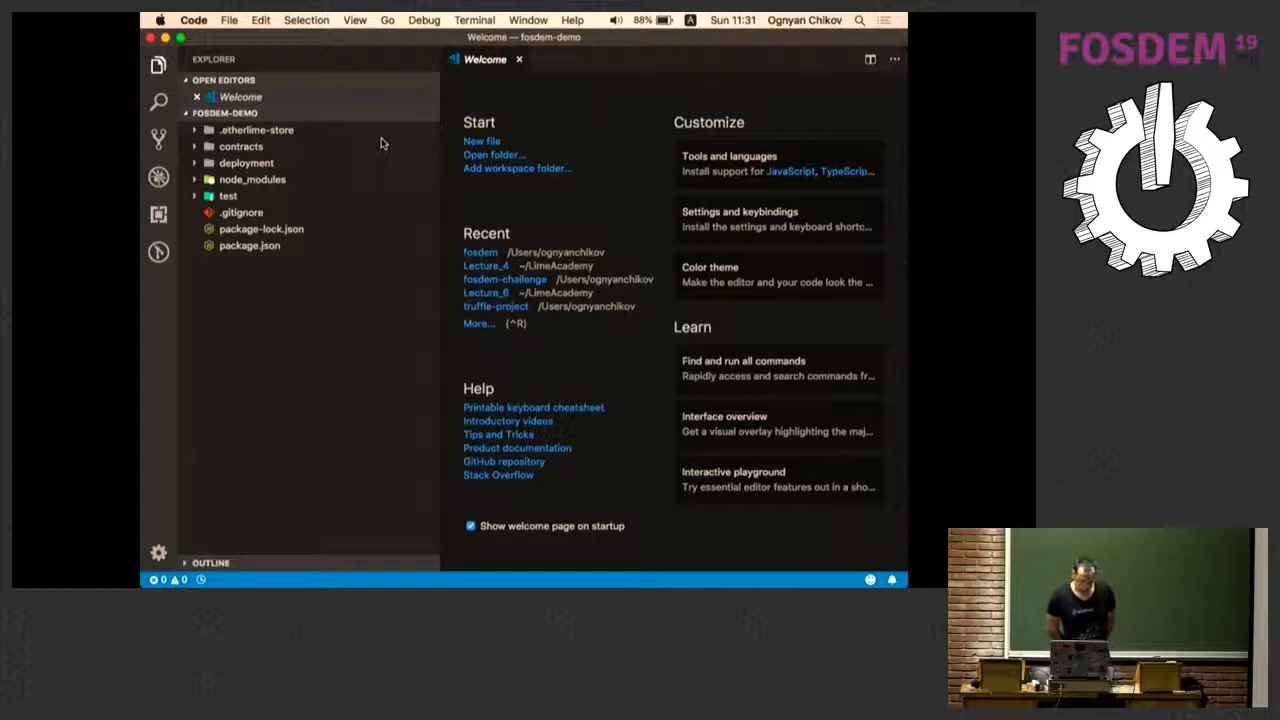 Code File Edit Selection View Go Debug Terminal Window Help 88% A Sun 11:31 Ognyan Chikov
Welcome — fosdem-demo
EXPLORER
OPEN EDITORS
Welcome
FOSDEM-DEMO
.etherlime-store
contracts
deployment
node_modules
test
.gitignore
package-lock.json
package.json
OUTLINE
0 0
Welcome
Start
New file
Open folder...
Add workspace folder...
Recent
fosdem /Users/ognyanchikov
Lecture_4 ~/LimeAcademy
fosdem-challenge /Users/ognyanchikov
Lecture_6 ~/LimeAcademy
truffle-project /Users/ognyanchikov
More... (^R)
Help
Printable keyboard cheatsheet
Introductory videos
Tips and Tricks
Product documentation
GitHub repository
Stack Overflow
Show welcome page on startup
Customize
Tools and languages
Install support for JavaScript, TypeScrip...
Settings and keybindings
Install the settings and keyboard shortc...
Color theme
Make the editor and your code look the ...
Learn
Find and run all commands
Rapidly access and search commands fr...
Interface overview
Get a visual overlay highlighting the maj...
Interactive playground
Try essential editor features out in a sho...
FOSDEM 19